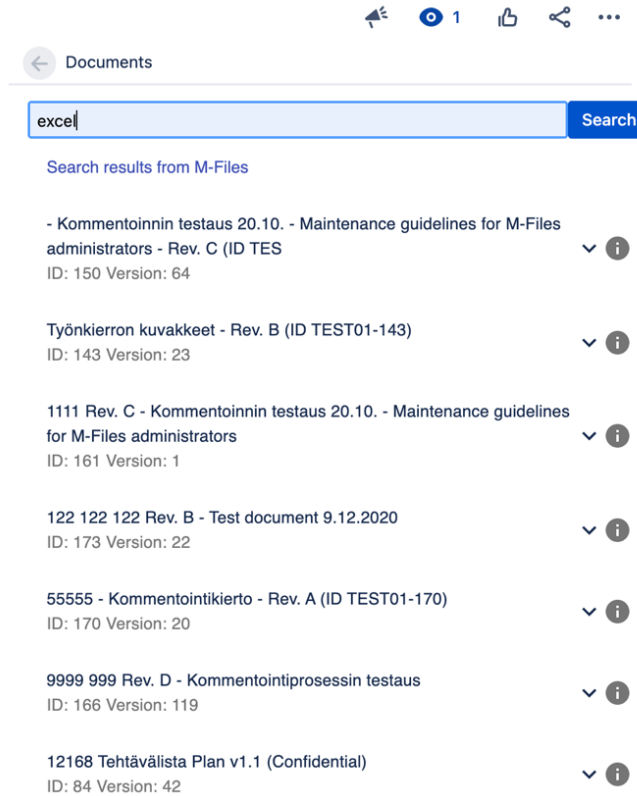 1
Documents
excel
Search
Search results from M-Files
- Kommentoinnin testaus 20.10. - Maintenance guidelines for M-Files
administrators - Rev. C (ID TES
ID: 150 Version: 64
Työnkierron kuvakkeet - Rev. B (ID TEST01-143)
ID: 143 Version: 23
1111 Rev. C - Kommentoinnin testaus 20.10. - Maintenance guidelines
for M-Files administrators
ID: 161 Version: 1
122 122 122 Rev. B - Test document 9.12.2020
ID: 173 Version: 22
55555 - Kommentointikierto - Rev. A (ID TEST01-170)
ID: 170 Version: 20
9999 999 Rev. D - Kommentointiprosessin testaus
ID: 166 Version: 119
12168 Tehtävälista Plan v1.1 (Confidential)
ID: 84 Version: 42